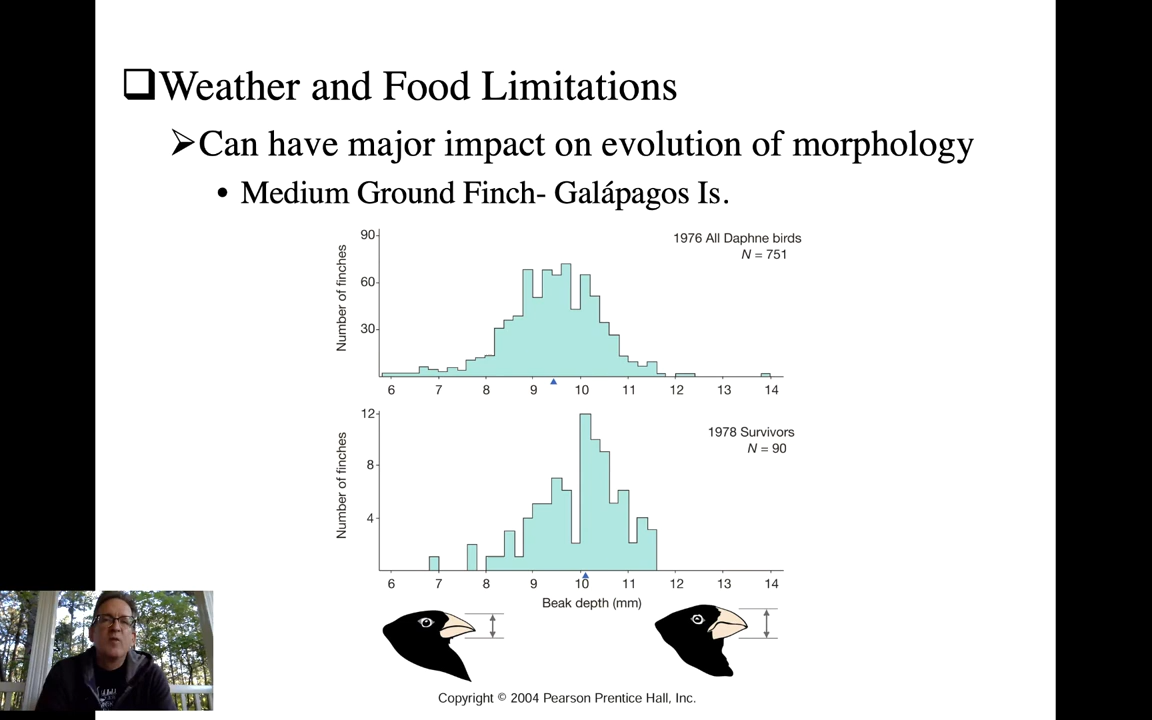 ❑Weather and Food Limitations
➢Can have major impact on evolution of morphology
• Medium Ground Finch- Galápagos Is.
1976 All Daphne birds
N = 751
Number of finches
90
60
30
6 7 8 9 10 11 12 13 14
1978 Survivors
N = 90
Number of finches
12
8
4
6 7 8 9 10 11 12 13 14
Beak depth (mm)
Copyright © 2004 Pearson Prentice Hall, Inc.